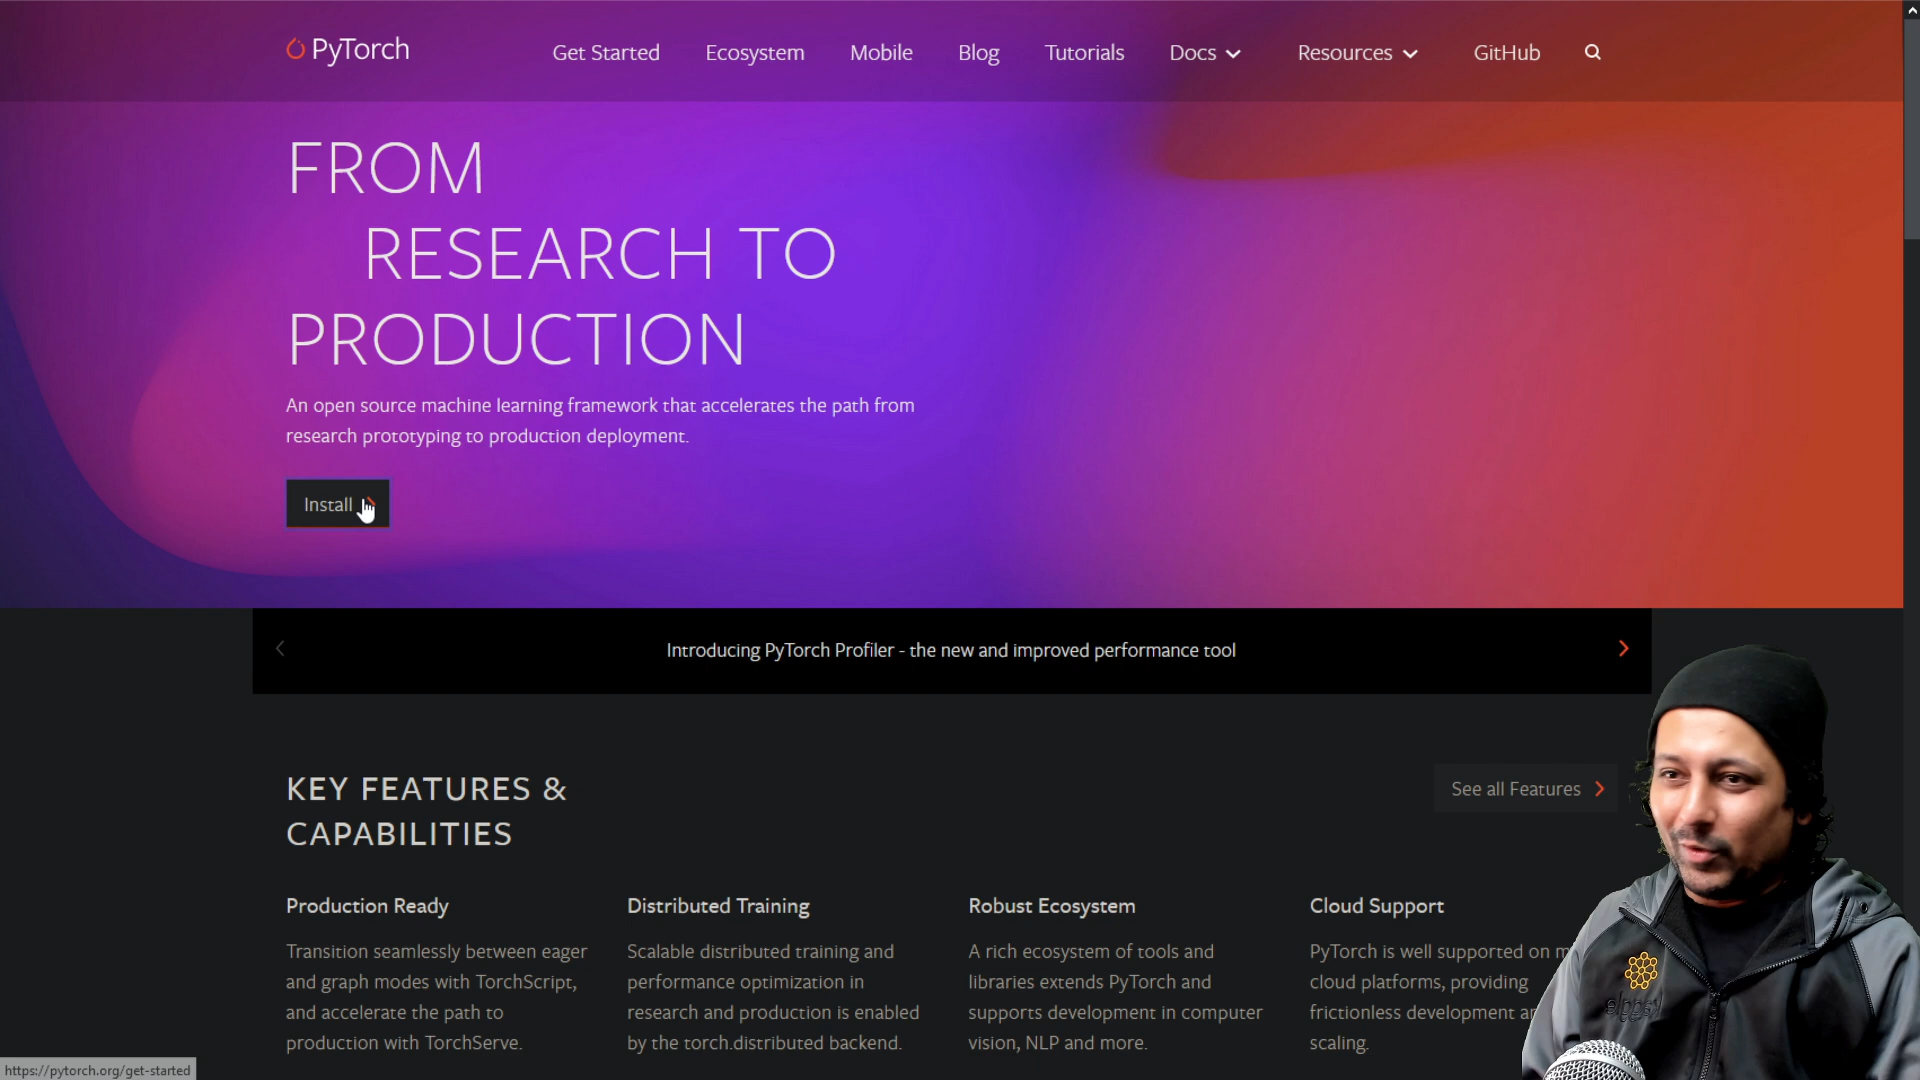 PyTorch
Get Started Ecosystem Mobile Blog Tutorials Docs Resources GitHub
FROM
RESEARCH TO
PRODUCTION
An open source machine learning framework that accelerates the path from
research prototyping to production deployment.
Install
Introducing PyTorch Profiler - the new and improved performance tool
KEY FEATURES &
CAPABILITIES
See all Features
Production Ready
Transition seamlessly between eager
and graph modes with TorchScript,
and accelerate the path to
production with TorchServe.
Distributed Training
Scalable distributed training and
performance optimization in
research and production is enabled
by the torch.distributed backend.
Robust Ecosystem
A rich ecosystem of tools and
libraries extends PyTorch and
supports development in computer
vision, NLP and more.
Cloud Support
PyTorch is well supported on
cloud platforms, providing
frictionless development
scaling.
https://pytorch.org/get-started